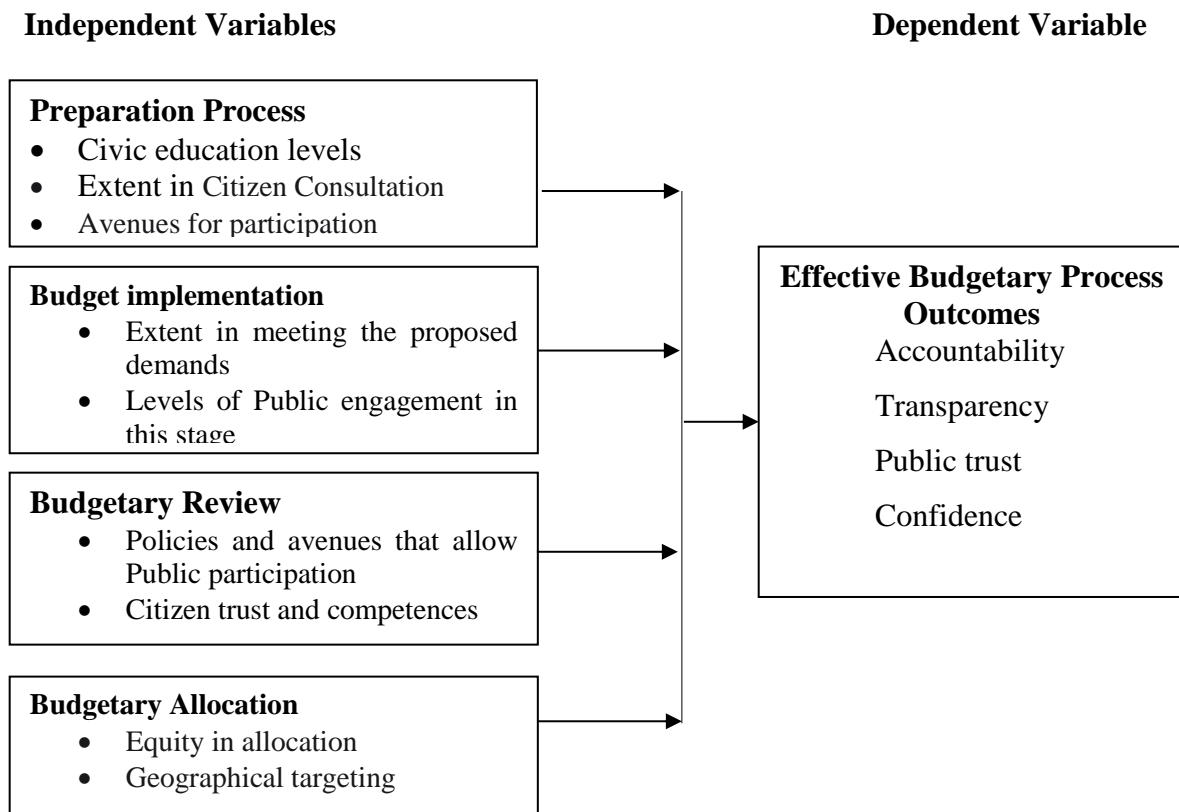 Independent Variables
Dependent Variable
Preparation Process
• Civic education levels
• Extent in Citizen Consultation
• Avenues for participation
Budget implementation
• Extent in meeting the proposed
demands
• Levels of Public engagement in
this stage
Budgetary Review
• Policies and avenues that allow
Public participation
• Citizen trust and competences
Budgetary Allocation
• Equity in allocation
• Geographical targeting
Effective Budgetary Process
Outcomes
Accountability
Transparency
Public trust
Confidence